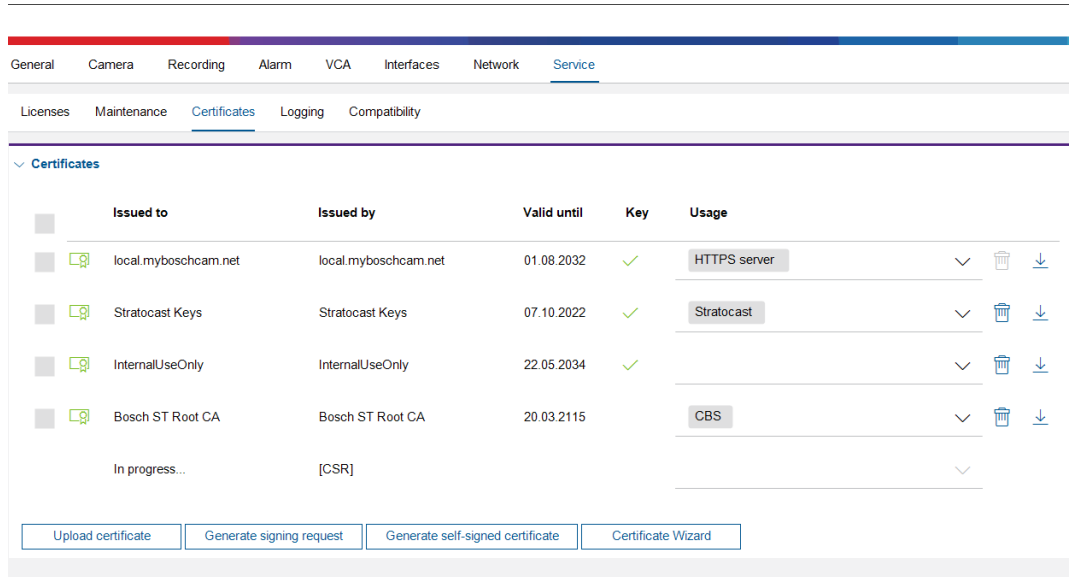 General Camera Recording Alarm VCA Interfaces Network Service
Licenses Maintenance Certificates Logging Compatibility
Certificates
Issued to Issued by Valid until Key Usage
local.myboschcam.net local.myboschcam.net 01.08.2032 HTTPS server
Stratocast Keys Stratocast Keys 07.10.2022 Stratocast
InternalUseOnly InternalUseOnly 22.05.2034
Bosch ST Root CA Bosch ST Root CA 20.03.2115 CBS
In progress... [CSR]
Upload certificate Generate signing request Generate self-signed certificate Certificate Wizard